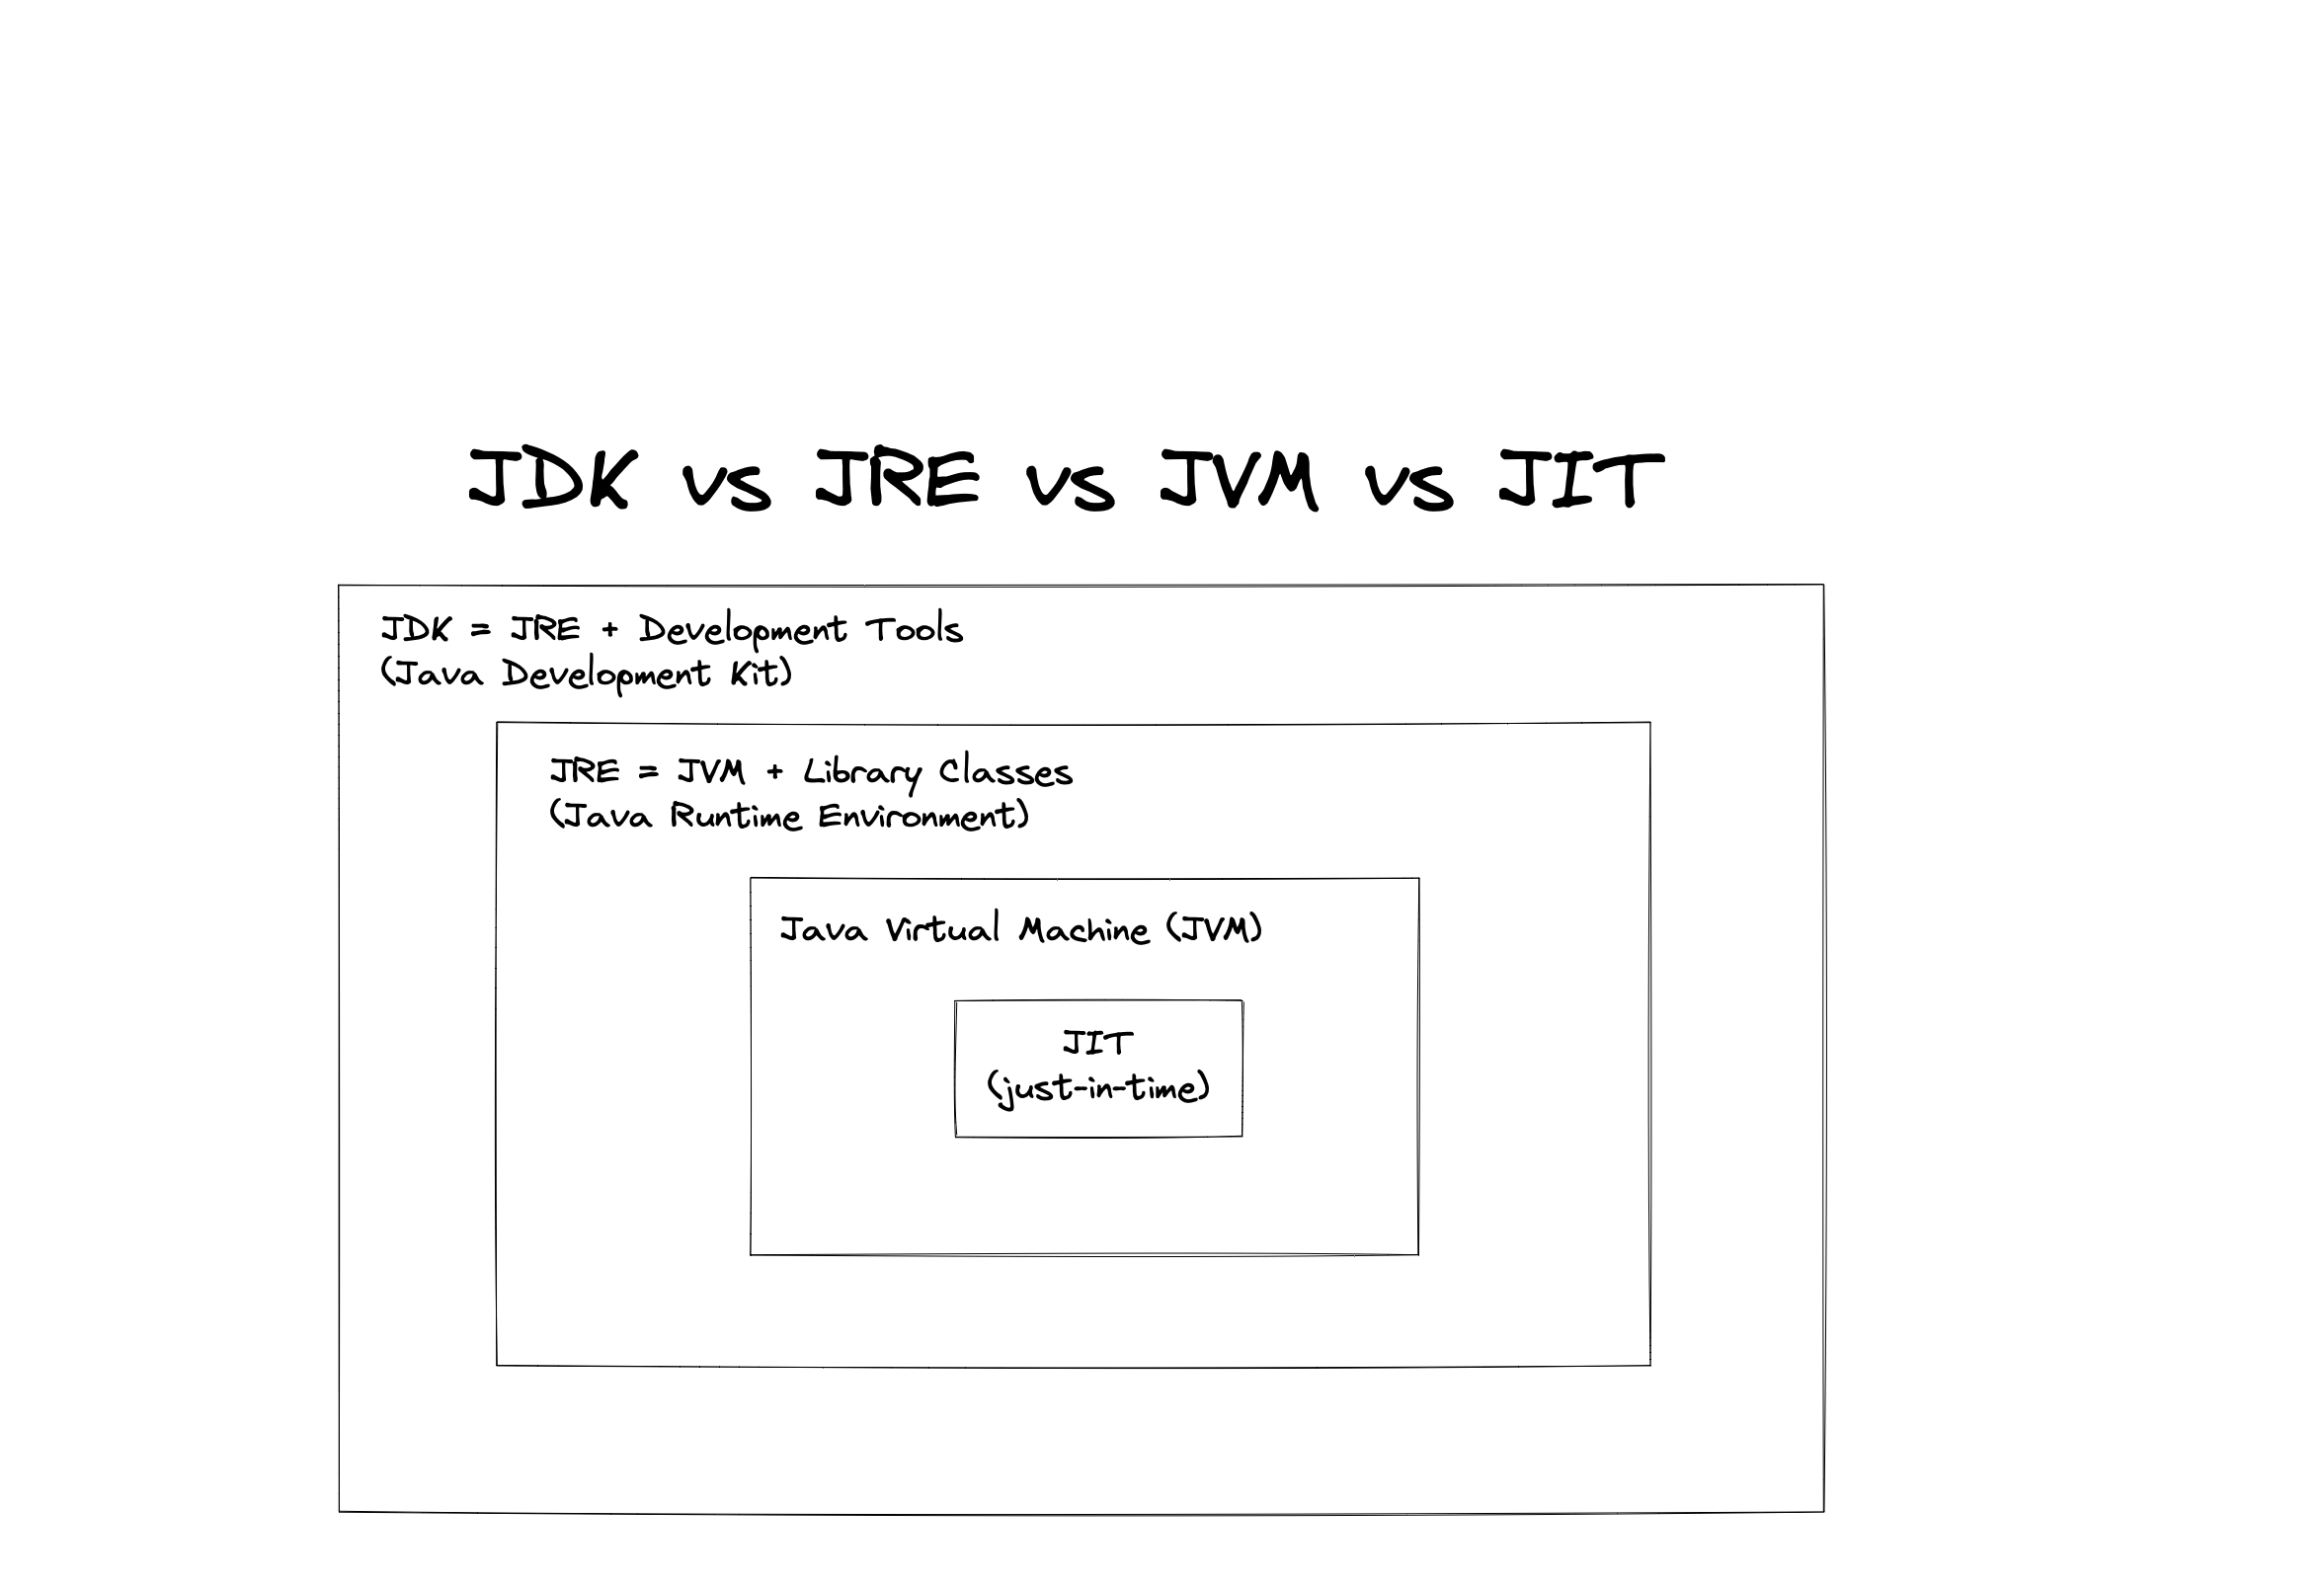 JDK vs JRE vs JVM vs JIT
JDK = JRE + Development Tools
(Java Development Kit)
JRE = JVM + Library Classes
(Java Runtime Environment)
Java Virtual Machine (JVM)
JIT
(just-in-time)